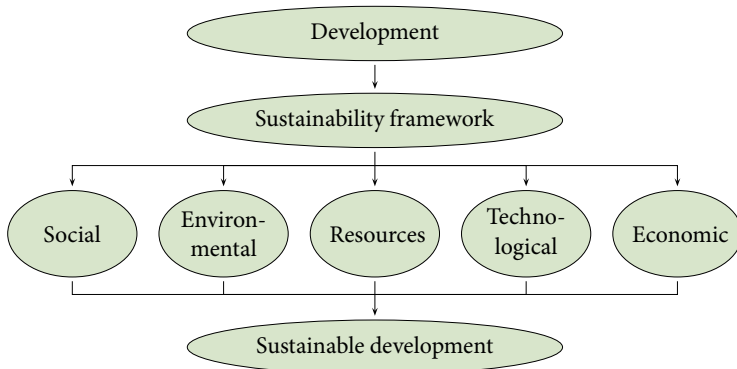 Development
Sustainability framework
Social
Environ-
mental
Resources
Techno-
logical
Economic
Sustainable development